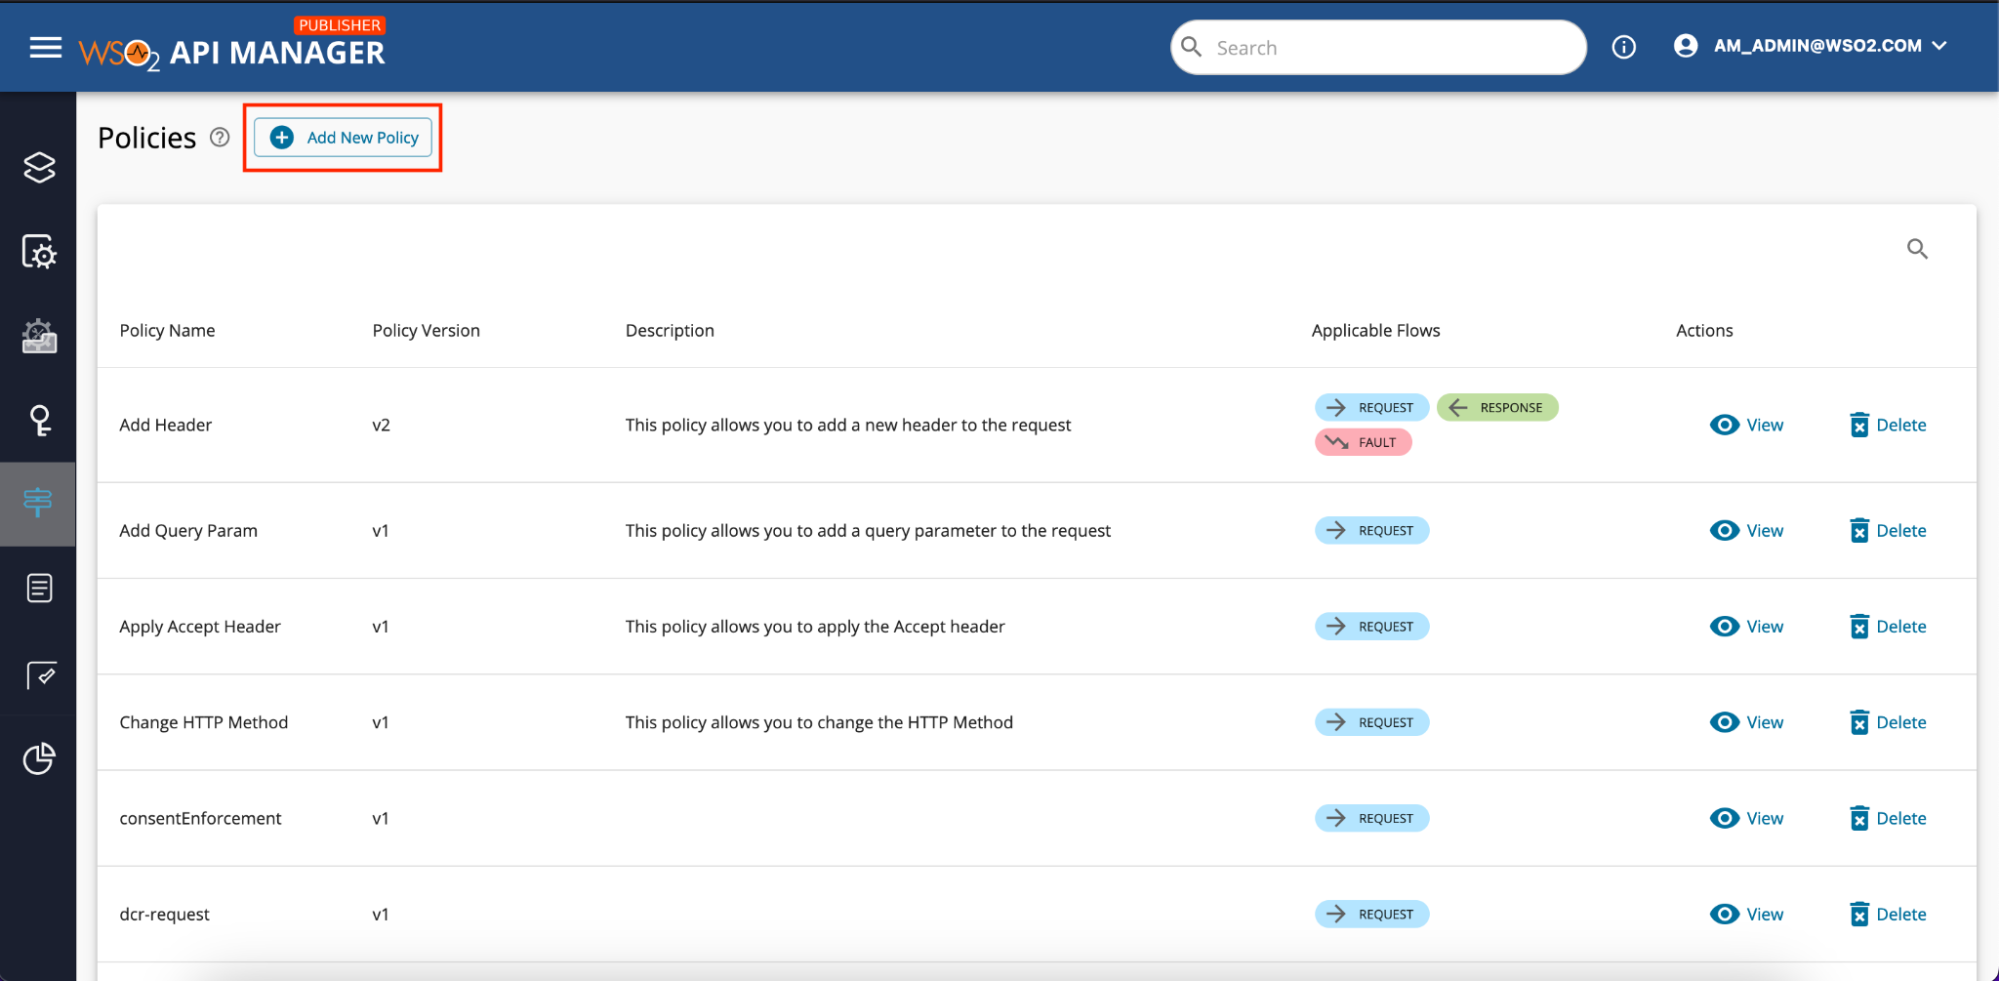 PUBLISHER
WSO2 API MANAGER
Search
AM_ADMIN@WSO2.COM
Policies
Add New Policy
Policy Name Policy Version Description Applicable Flows Actions
Add Header v2 This policy allows you to add a new header to the request REQUEST RESPONSE FAULT View Delete
Add Query Param v1 This policy allows you to add a query parameter to the request REQUEST View Delete
Apply Accept Header v1 This policy allows you to apply the Accept header REQUEST View Delete
Change HTTP Method v1 This policy allows you to change the HTTP Method REQUEST View Delete
consentEnforcement v1 REQUEST View Delete
dcr-request v1 REQUEST View Delete